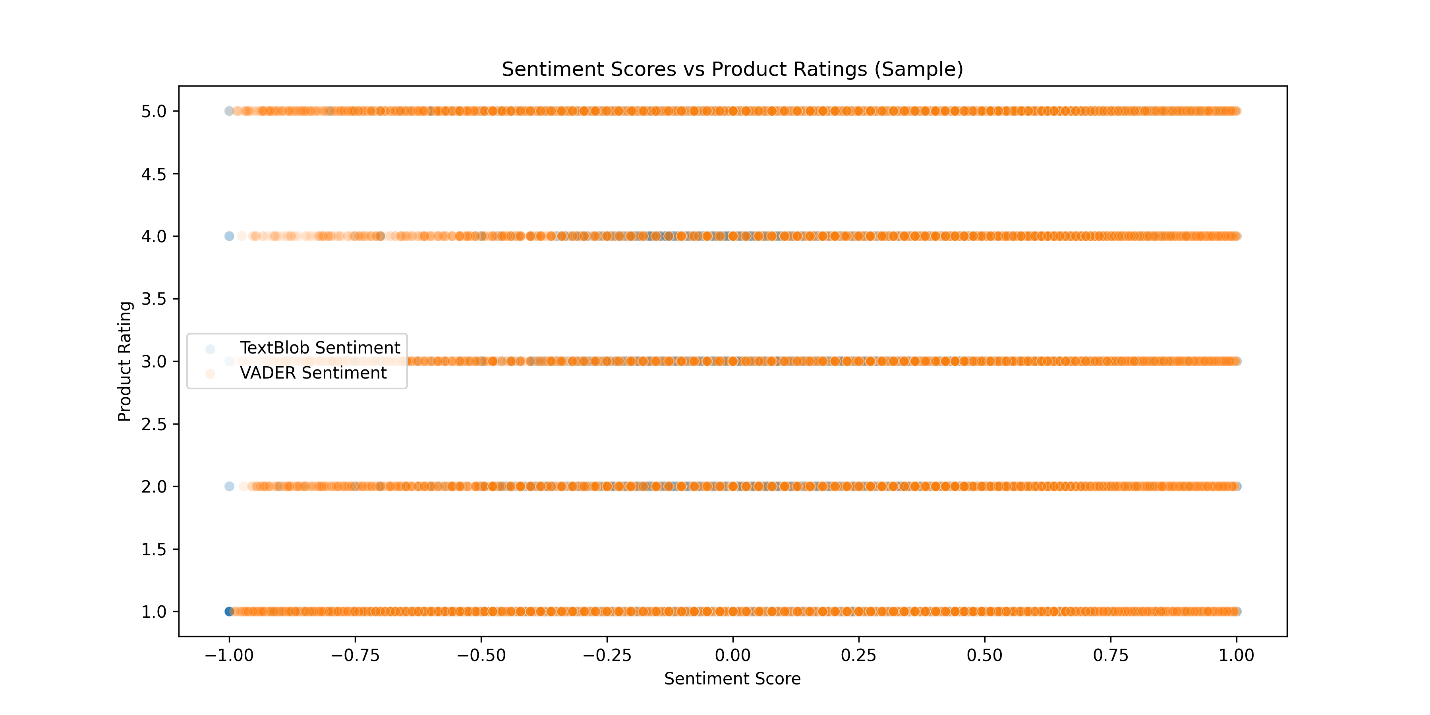 Sentiment Scores vs Product Ratings (Sample)
5.0
4.5
4.0
3.5
3.0
2.5
2.0
1.5
1.0
Product Rating
TextBlob Sentiment
VADER Sentiment
−1.00 −0.75 −0.50 −0.25 0.00 0.25 0.50 0.75 1.00
Sentiment Score